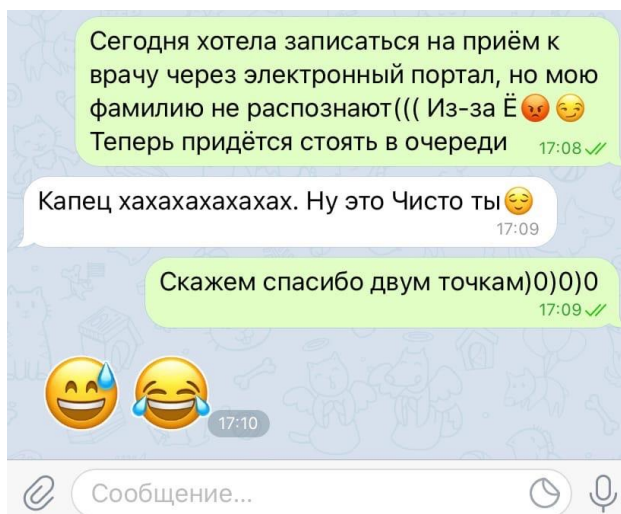 Сегодня хотела записаться на приём к
врачу через электронный портал, но мою
фамилию не распознают((( Из-за Ё😡😏
Теперь придётся стоять в очереди 17:08
Капец хахахахахахах. Ну это Чисто ты😌
17:09
Скажем спасибо двум точкам)0)0)0
17:09
😅😂 17:10
Сообщение...